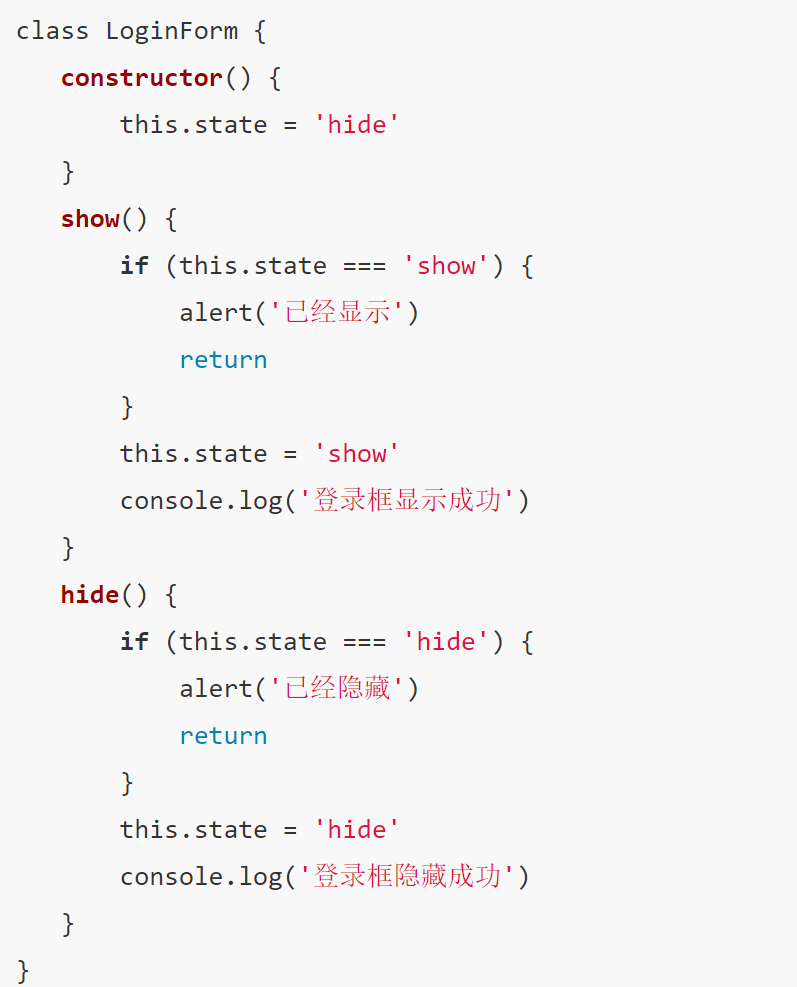 class LoginForm {
   constructor() {
       this.state = 'hide'
   }
   show() {
       if (this.state === 'show') {
           alert('已经显示')
           return
       }
       this.state = 'show'
       console.log('登录框显示成功')
   }
   hide() {
       if (this.state === 'hide') {
           alert('已经隐藏')
           return
       }
       this.state = 'hide'
       console.log('登录框隐藏成功')
   }
}